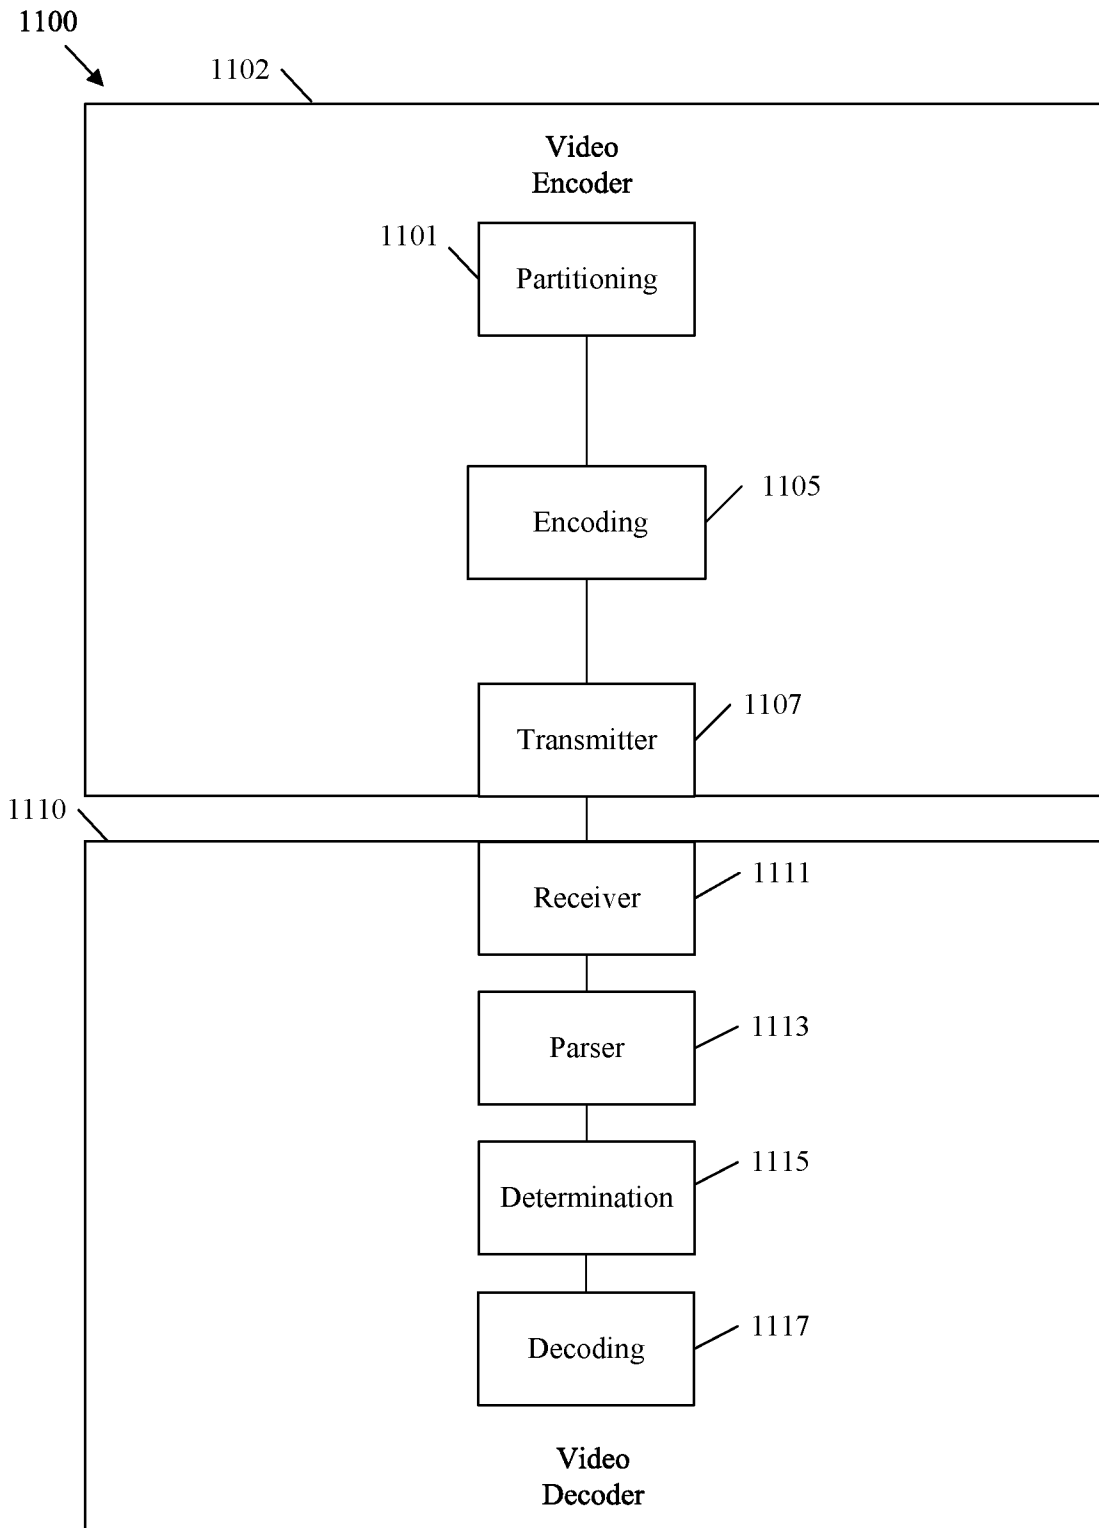 1100
1102
Video
Encoder
1101
Partitioning
1105
Encoding
1107
Transmitter
1110
1111
Receiver
1113
Parser
1115
Determination
1117
Decoding
Video
Decoder